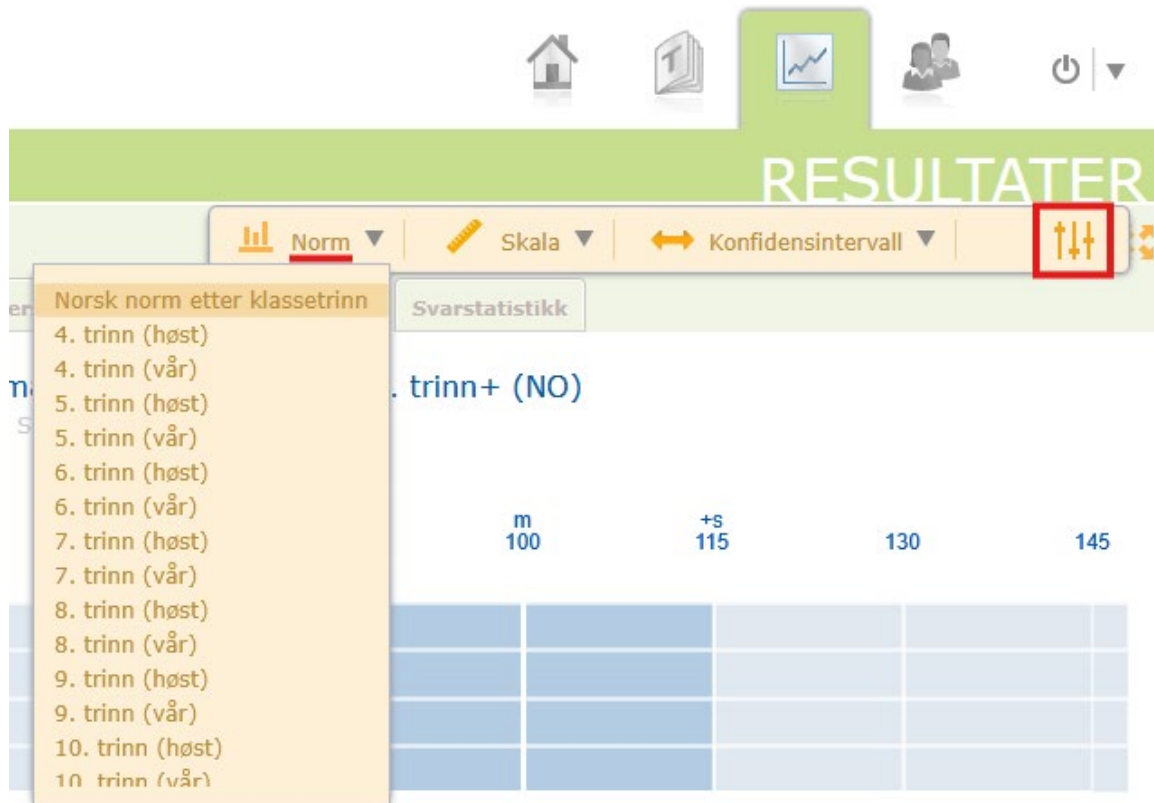 RESULTATER
Norm
Skala
Konfidensintervall
Norsk norm etter klassetrinn
4. trinn (høst)
4. trinn (vår)
5. trinn (høst)
5. trinn (vår)
6. trinn (høst)
6. trinn (vår)
7. trinn (høst)
7. trinn (vår)
8. trinn (høst)
8. trinn (vår)
9. trinn (høst)
9. trinn (vår)
10. trinn (høst)
10. trinn (vår)
Svarstatistikk
. trinn+ (NO)
m +s
100 115 130 145